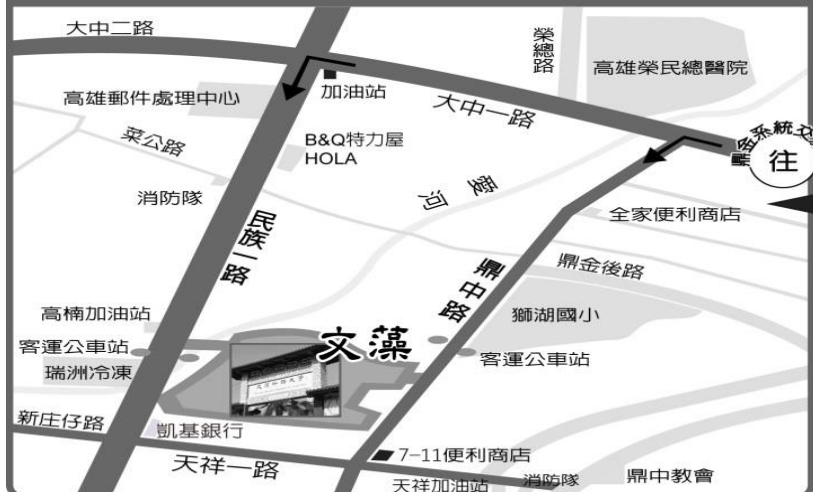 大中二路
榮總路
高雄榮民總醫院
高雄郵件處理中心
加油站
大中一路
鼎金系統交
往
菜公路
B&Q特力屋
HOLA
愛河
消防隊
全家便利商店
民族一路
鼎金後路
鼎中路
高楠加油站
獅湖國小
文藻
客運公車站
客運公車站
瑞洲冷凍
新庄仔路
凱基銀行
7-11便利商店
天祥一路
天祥加油站
消防隊
鼎中教會